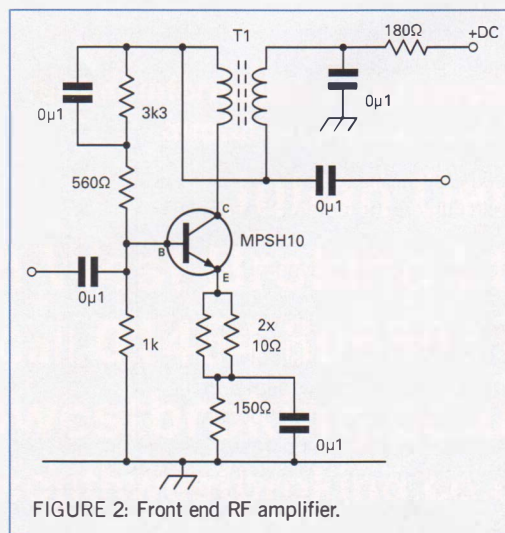 T1
180Ω
+DC
0µ1
3k3
0µ1
560Ω
0µ1
C
MPSH10
B
E
0µ1
2x
10Ω
1k
150Ω
0µ1
FIGURE 2: Front end RF amplifier.